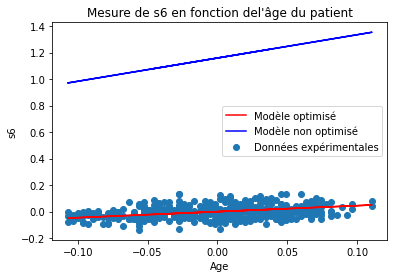 Mesure de s6 en fonction del'âge du patient
1.4
1.2
1.0
0.8
0.6
0.4
0.2
0.0
−0.2
s6
Modèle optimisé
Modèle non optimisé
Données expérimentales
−0.10
−0.05
0.00
0.05
0.10
Age